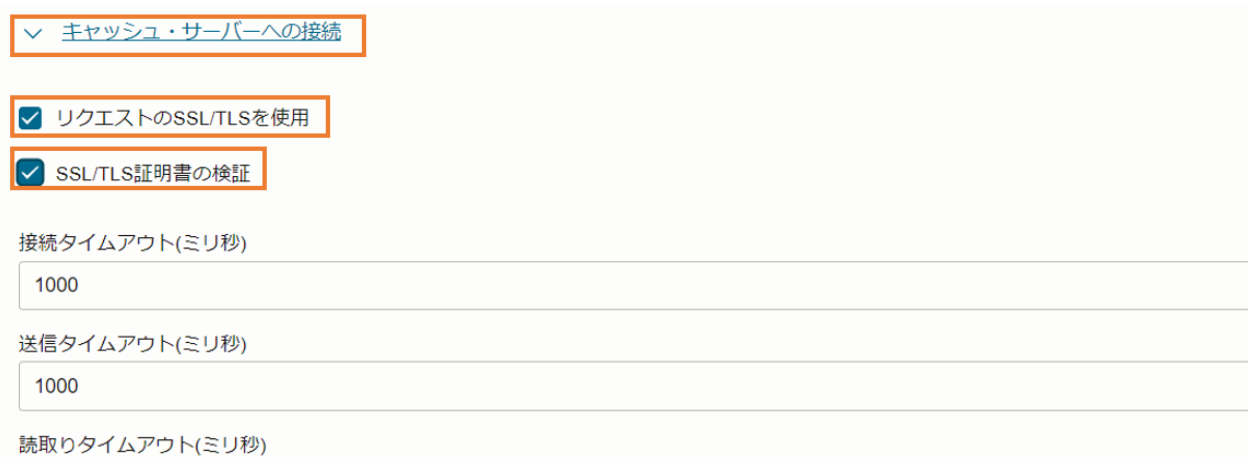 キャッシュ・サーバーへの接続
リクエストのSSL/TLSを使用
SSL/TLS証明書の検証
接続タイムアウト(ミリ秒)
1000
送信タイムアウト(ミリ秒)
1000
読取りタイムアウト(ミリ秒)